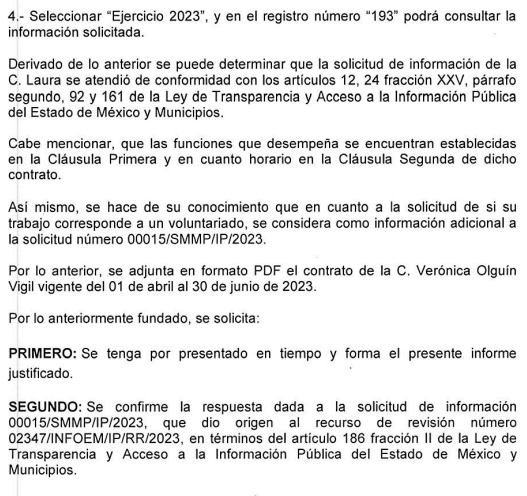 4.- Seleccionar “Ejercicio 2023”, y en el registro número “193” podrá consultar la
información solicitada.
Derivado de lo anterior se puede determinar que la solicitud de información de la
C. Laura se atendió de conformidad con los artículos 12, 24 fracción XXV, párrafo
segundo, 92 y 161 de la Ley de Transparencia y Acceso a la Información Pública
del Estado de México y Municipios.
Cabe mencionar, que las funciones que desempeña se encuentran establecidas
en la Cláusula Primera y en cuanto horario en la Cláusula Segunda de dicho
contrato.
Así mismo, se hace de su conocimiento que en cuanto a la solicitud de si su
trabajo corresponde a un voluntariado, se considera como información adicional a
la solicitud número 00015/SMMP/IP/2023.
Por lo anterior, se adjunta en formato PDF el contrato de la C. Verónica Olguín
Vigil vigente del 01 de abril al 30 de junio de 2023.
Por lo anteriormente fundado, se solicita:
PRIMERO: Se tenga por presentado en tiempo y forma el presente informe
justificado.
SEGUNDO: Se confirme la respuesta dada a la solicitud de información
00015/SMMP/IP/2023, que dio origen al recurso de revisión número
02347/INFOEM/IP/RR/2023, en términos del artículo 186 fracción II de la Ley de
Transparencia y Acceso a la Información Pública del Estado de México y
Municipios.